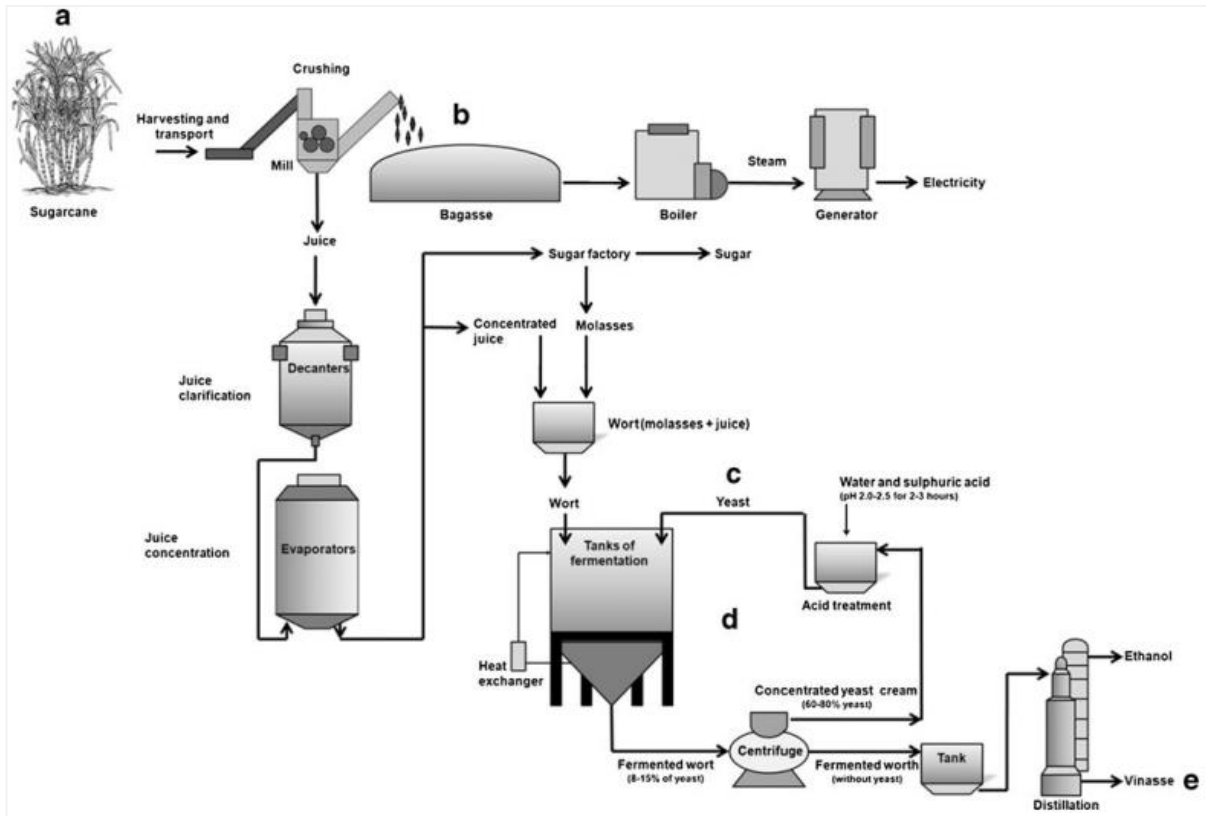 a
Crushing
Harvesting and
transport
b
Mill
Steam
Electricity
Sugarcane
Bagasse
Boiler
Generator
Juice
Sugar factory
Sugar
Concentrated
juice
Molasses
Decanters
Juice
clarification
Wort(molasses + juice)
c
Water and sulphuric acid
(pH 2.0-2.5 for 2-3 hours)
Wort
Yeast
Juice
concentration
Evaporators
Tanks of
fermentation
Acid treatment
d
Heat
exchanger
Ethanol
Concentrated yeast cream
(60-80% yeast)
Centrifuge
Tank
Fermented wort
(8-15% of yeast)
Fermented worth
(without yeast)
Vinasse
e
Distillation